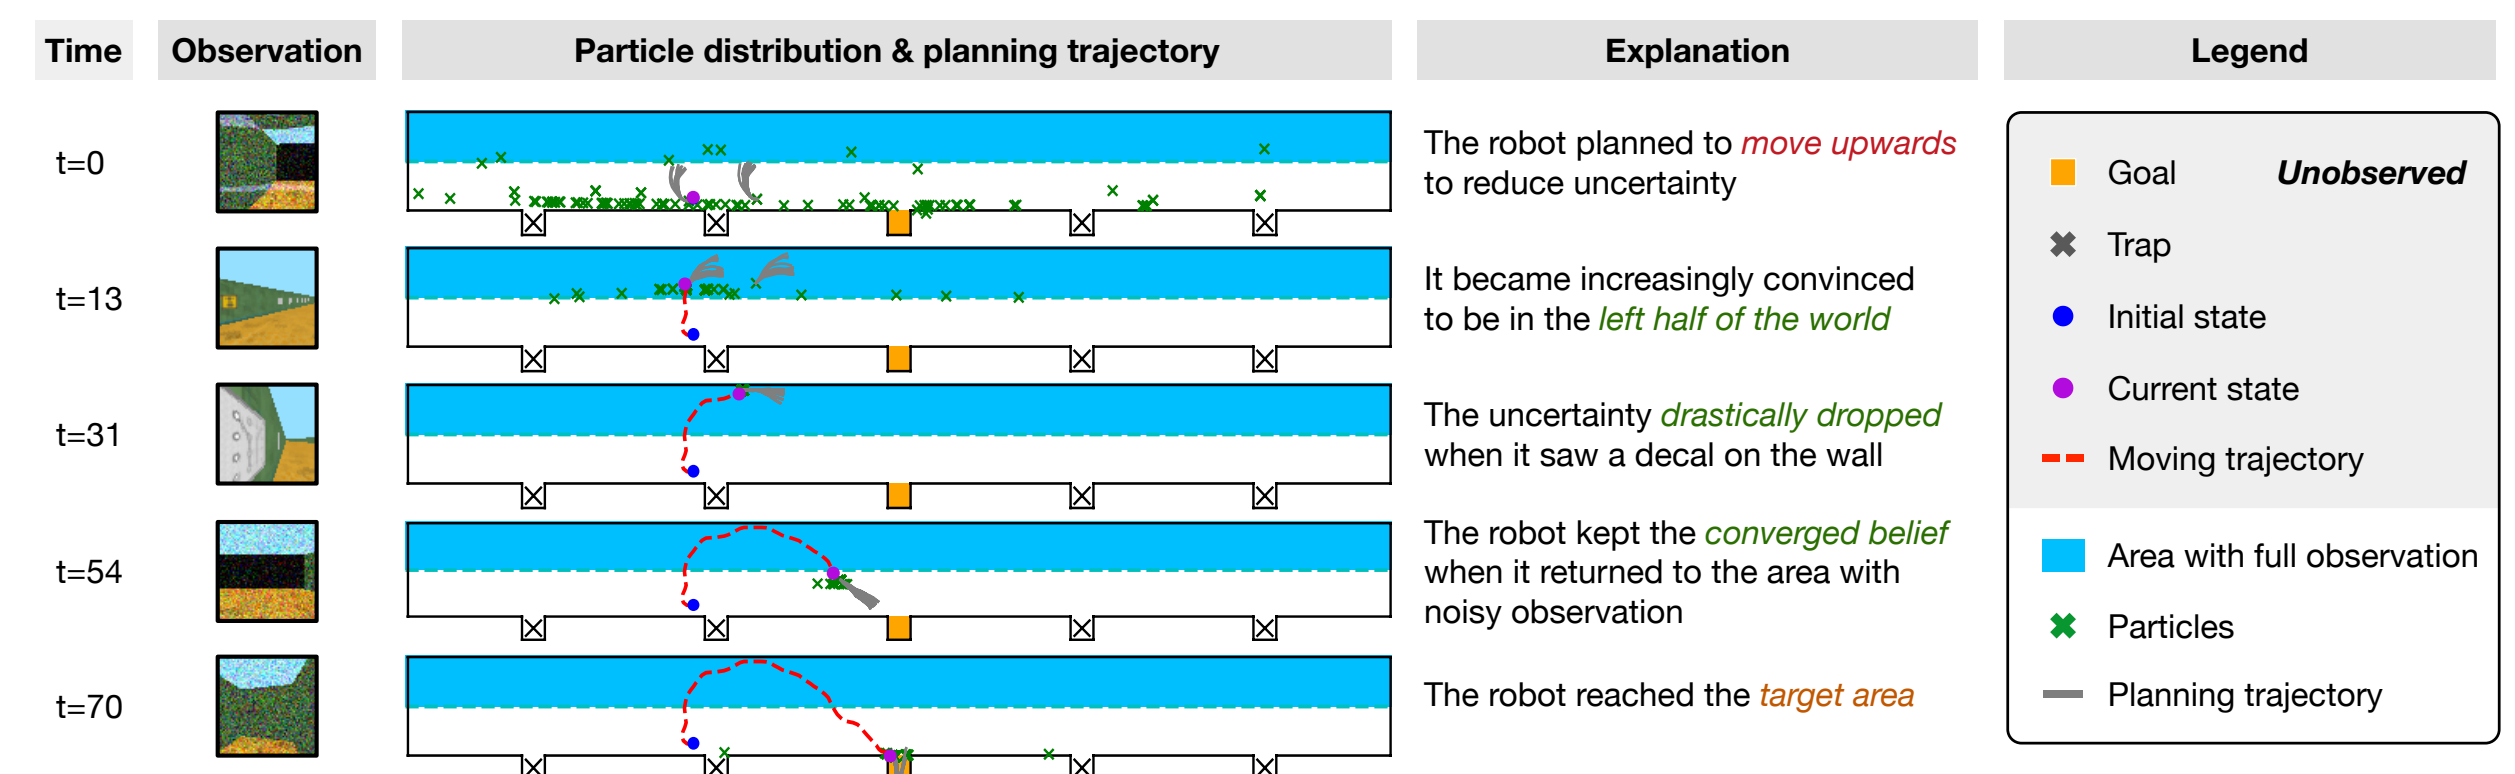 Time
Observation
Particle distribution & planning trajectory
Explanation
Legend
t=0
The robot planned to move upwards
to reduce uncertainty
t=13
It became increasingly convinced
to be in the left half of the world
t=31
The uncertainty drastically dropped
when it saw a decal on the wall
t=54
The robot kept the converged belief
when it returned to the area with
noisy observation
t=70
The robot reached the target area
Goal
Unobserved
Trap
Initial state
Current state
Moving trajectory
Area with full observation
Particles
Planning trajectory